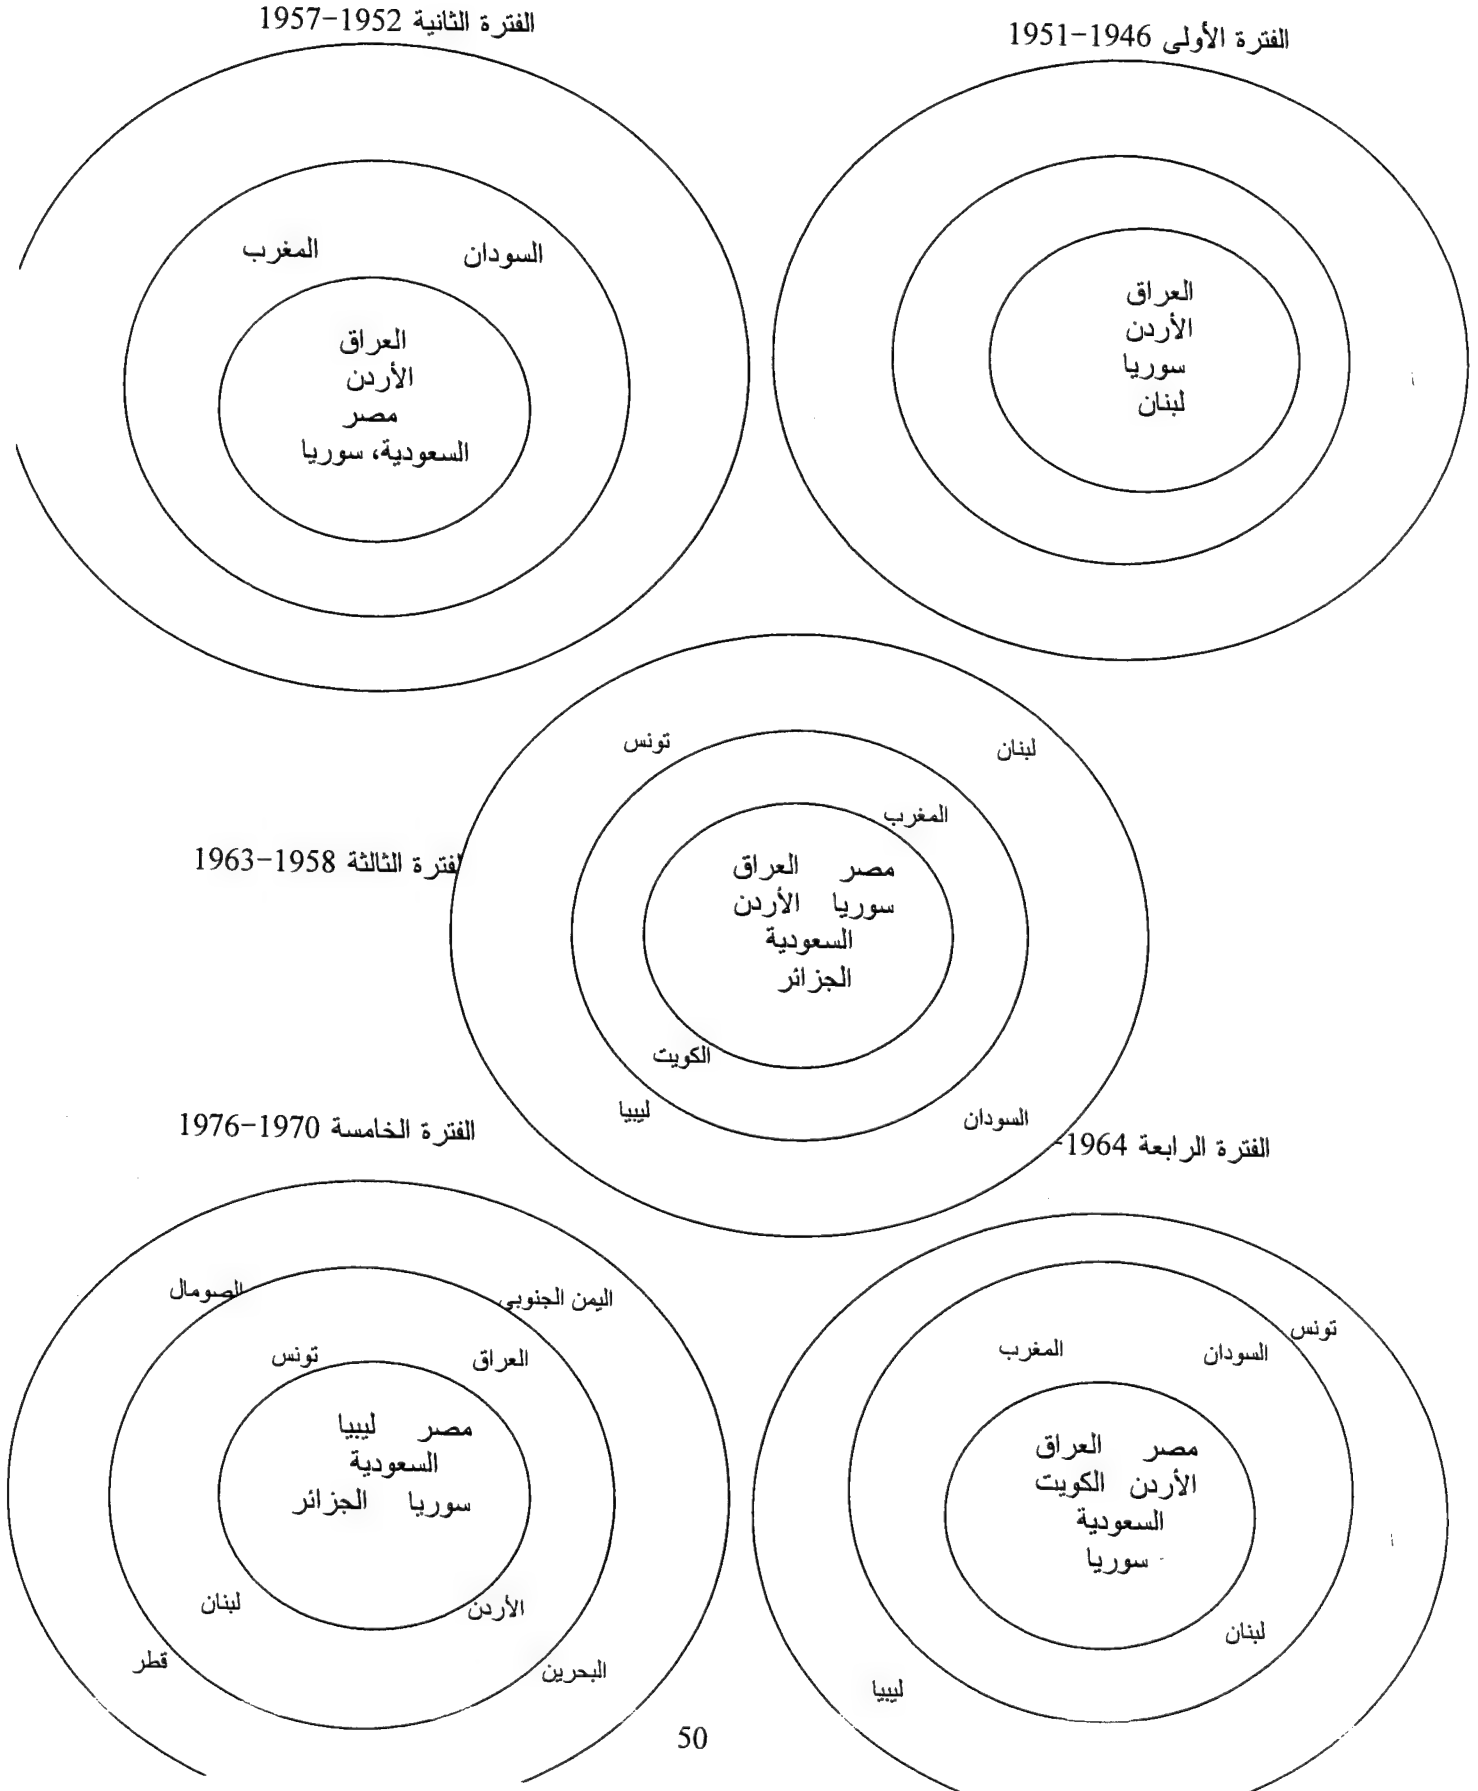 الفترة الأولى 1946-1951
العراق
الأردن
سوريا
لبنان
الفترة الثانية 1952-1957
السودان المغرب
العراق
الأردن
مصر
السعودية، سوريا
لفترة الثالثة 1958-1963
لبنان تونس
المغرب
مصر العراق
سوريا الأردن
السعودية
الجزائر
الكويت
السودان ليبيا
الفترة الرابعة 1964-
تونس
السودان المغرب
مصر العراق
الأردن الكويت
السعودية
سوريا
لبنان
ليبيا
الفترة الخامسة 1970-1976
اليمن الجنوبي الصومال
العراق تونس
مصر ليبيا
السعودية
سوريا الجزائر
الأردن لبنان
البحرين قطر
50